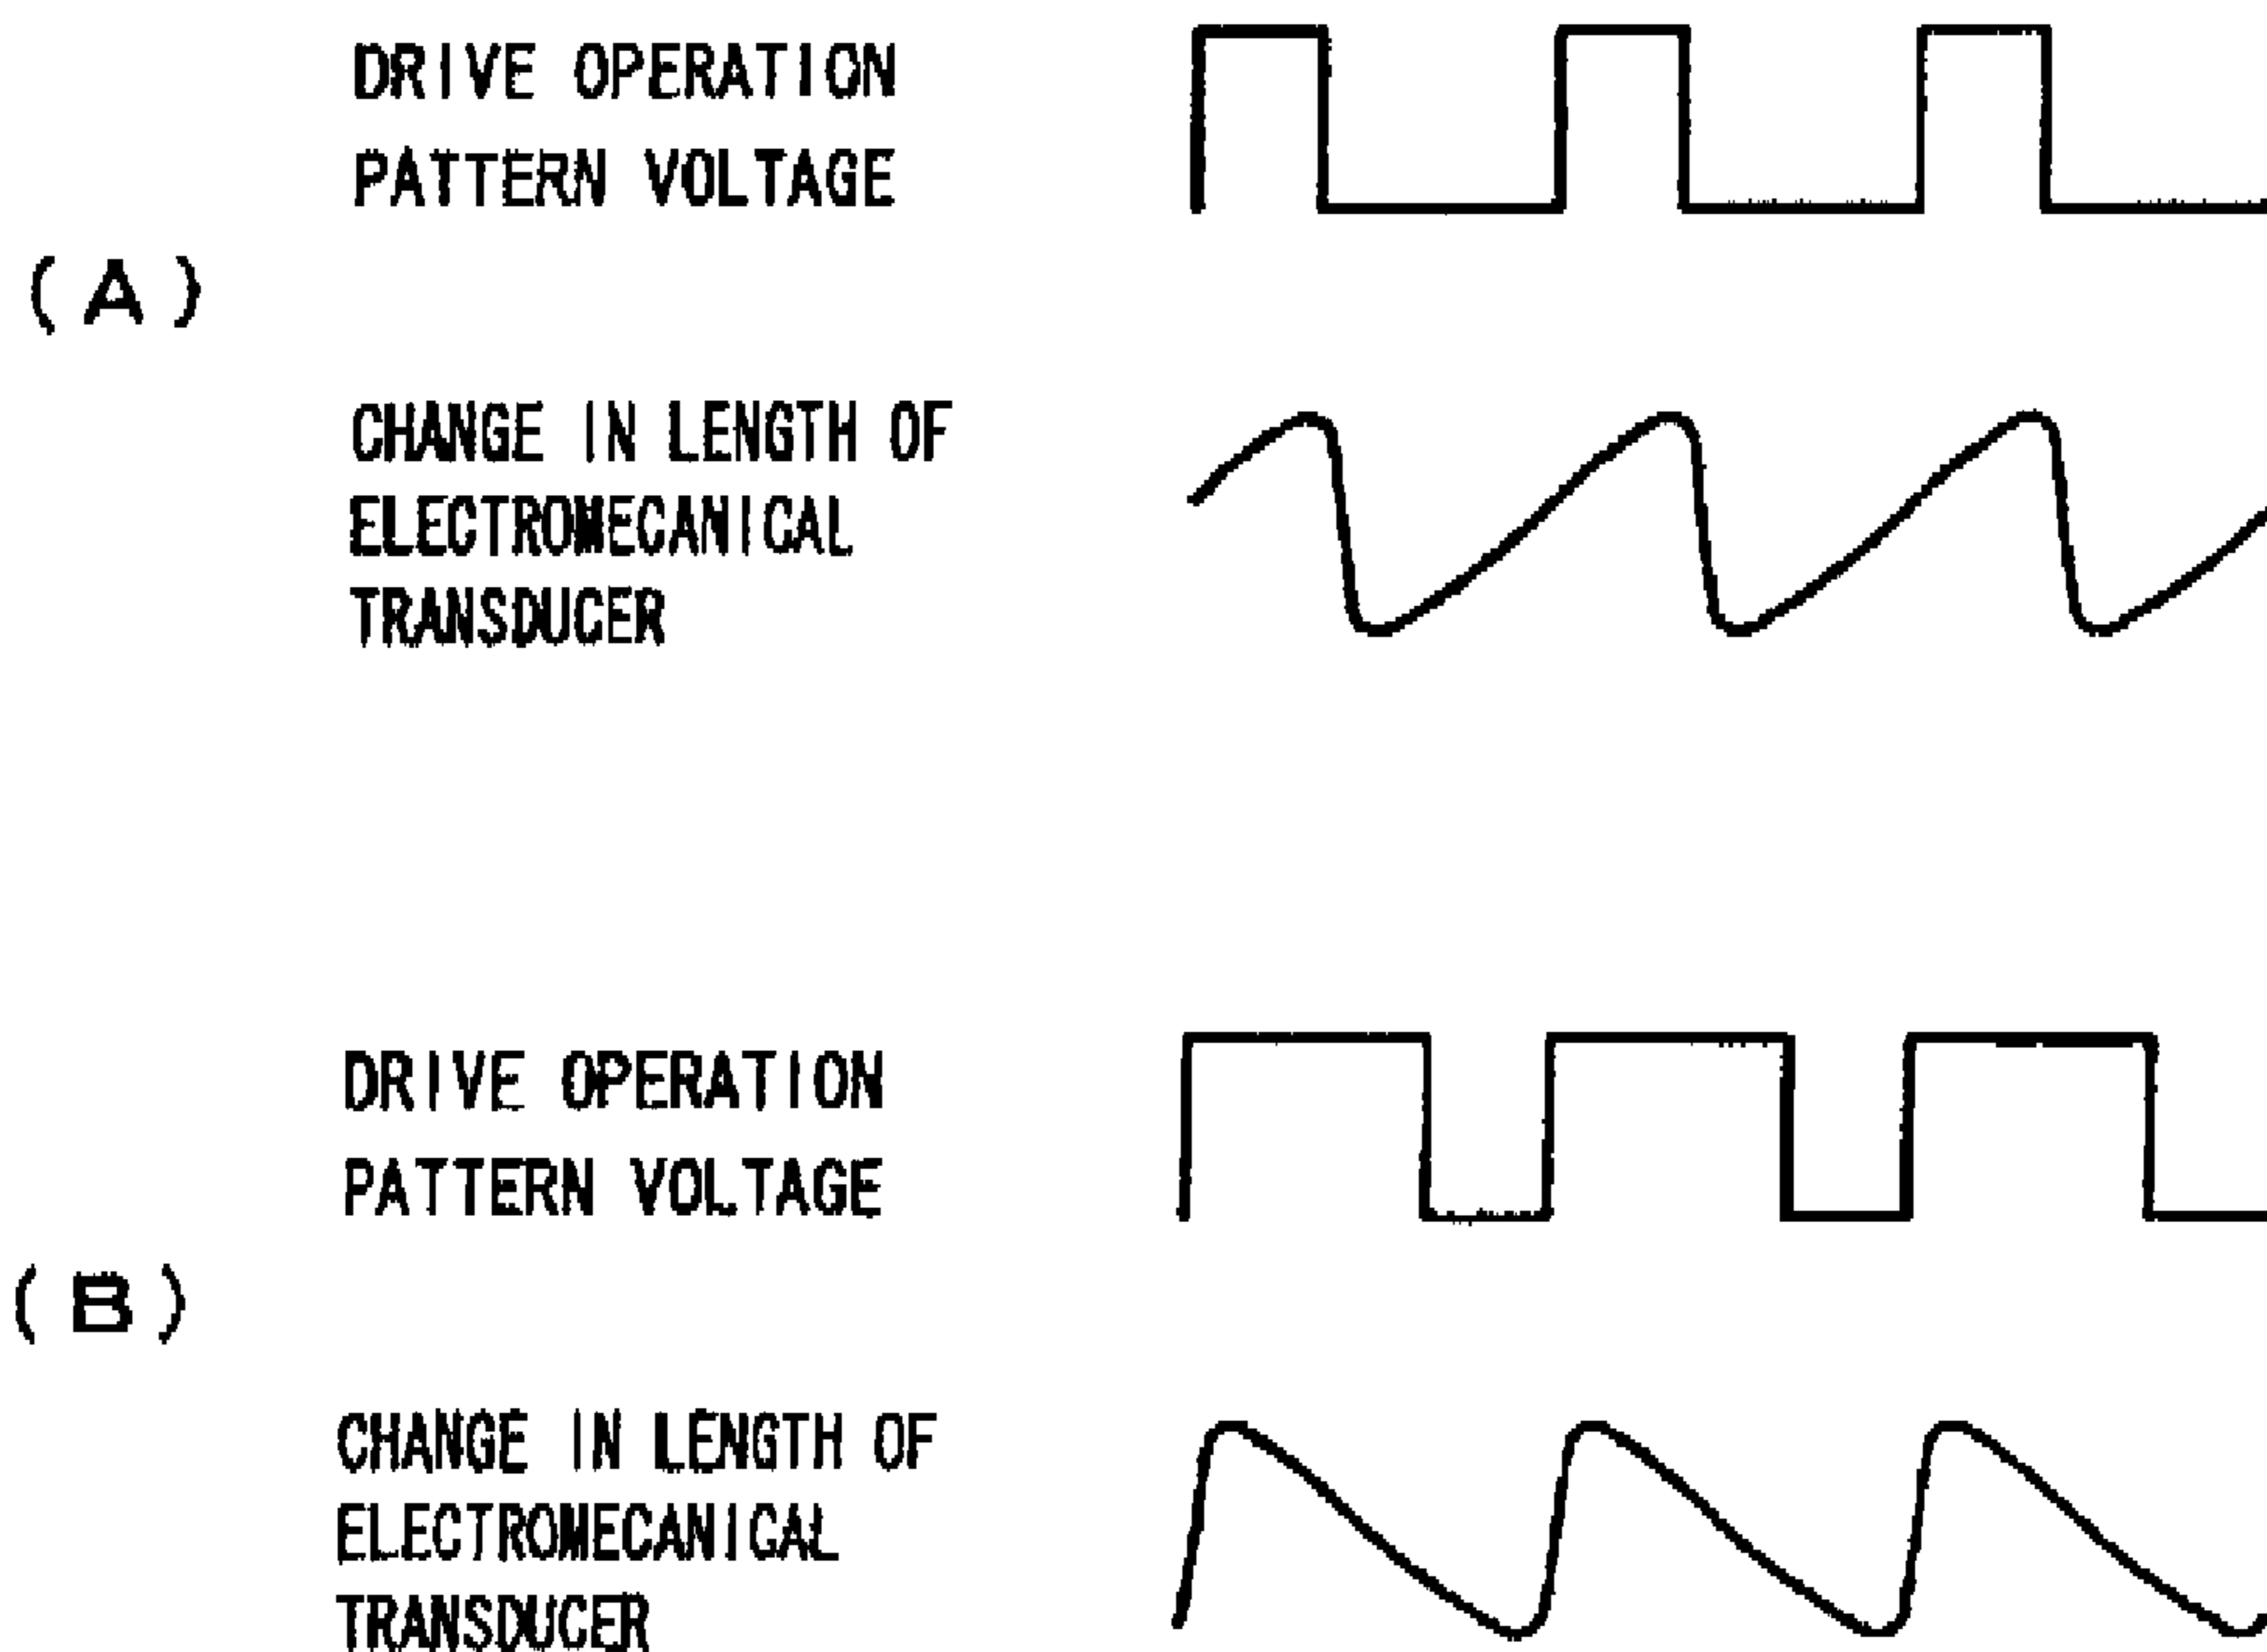 DRIVE OPERATION
PATTERN VOLTAGE
(A)
CHANGE IN LENGTH OF
ELECTROMECANICAL
TRANSDUCER
DRIVE OPERATION
PATTERN VOLTAGE
(B)
CHANGE IN LENGTH OF
ELECTROMECANICAL
TRANSDUCER